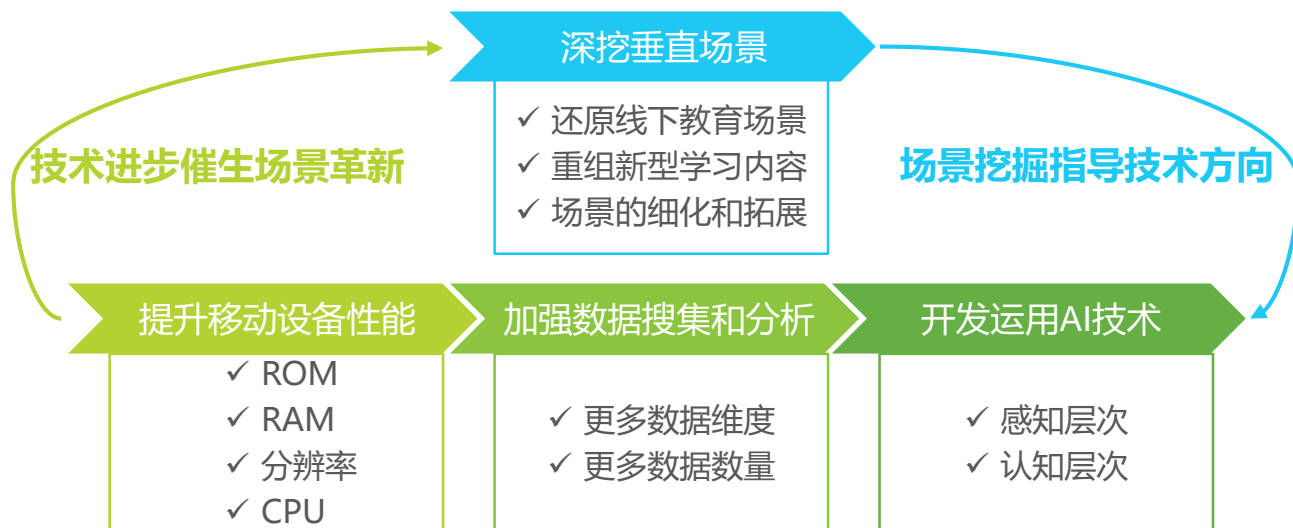 深挖垂直场景
✓ 还原线下教育场景
✓ 重组新型学习内容
✓ 场景的细化和拓展
技术进步催生场景革新
场景挖掘指导技术方向
提升移动设备性能
✓ ROM
✓ RAM
✓ 分辨率
✓ CPU
加强数据搜集和分析
✓ 更多数据维度
✓ 更多数据数量
开发运用AI技术
✓ 感知层次
✓ 认知层次